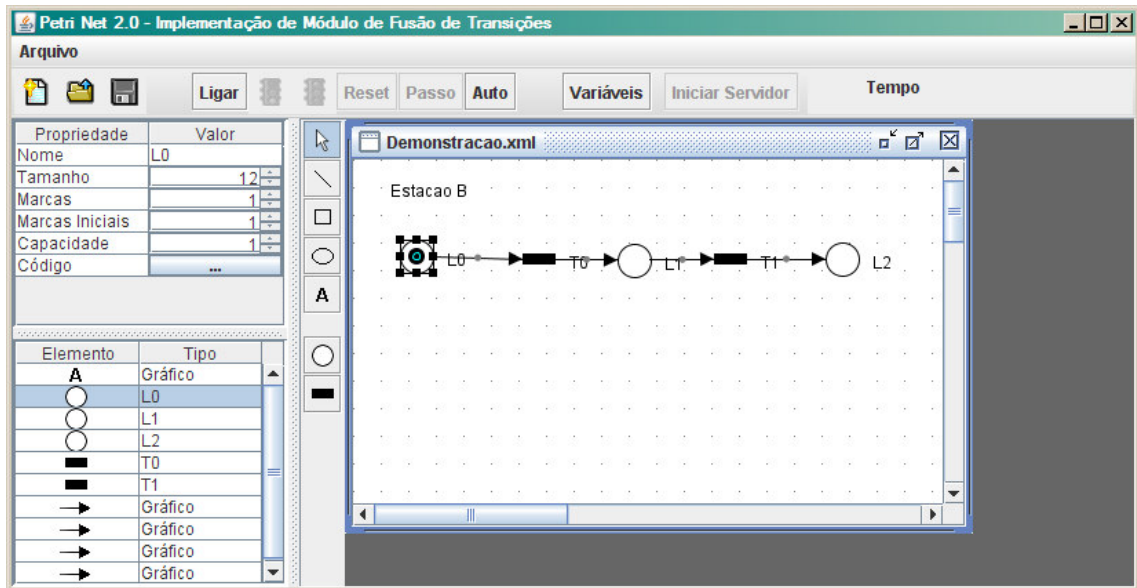 Petri Net 2.0 - Implementação de Módulo de Fusão de Transições
Arquivo
Ligar Reset Passo Auto Variáveis Iniciar Servidor Tempo
Propriedade Valor
Nome L0
Tamanho 12
Marcas 1
Marcas Iniciais 1
Capacidade 1
Código ...
Elemento Tipo
A Gráfico
L0
L1
L2
T0
T1
Gráfico
Gráfico
Gráfico
Gráfico
A
Demonstracao.xml
Estacao B
L0 T0 L1 T1 L2